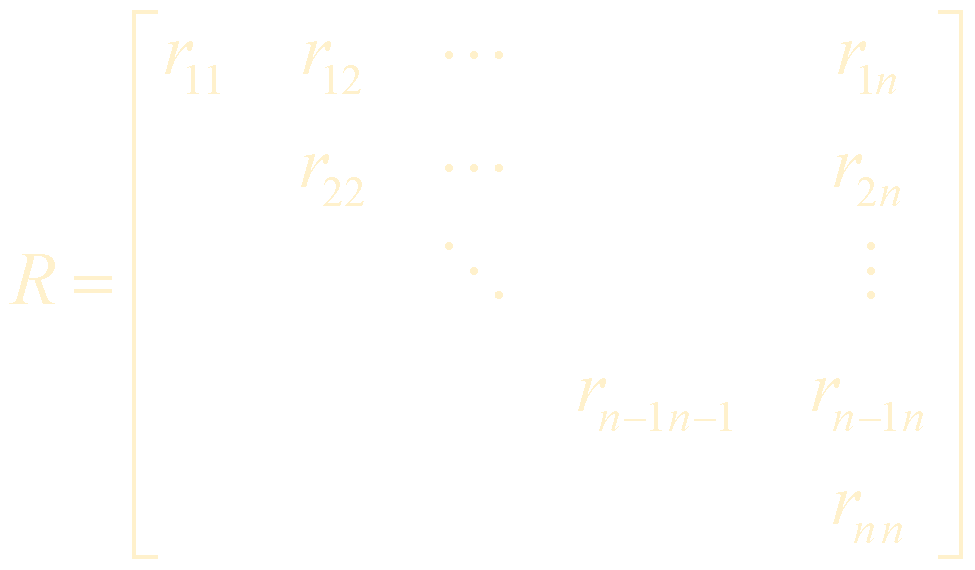 r₁₁ r₁₂ ⋯ r₁ₙ
r₂₂ ⋯ r₂ₙ
R = ⋱ ⋮
rₙ₋₁ₙ₋₁ rₙ₋₁ₙ
rₙₙ